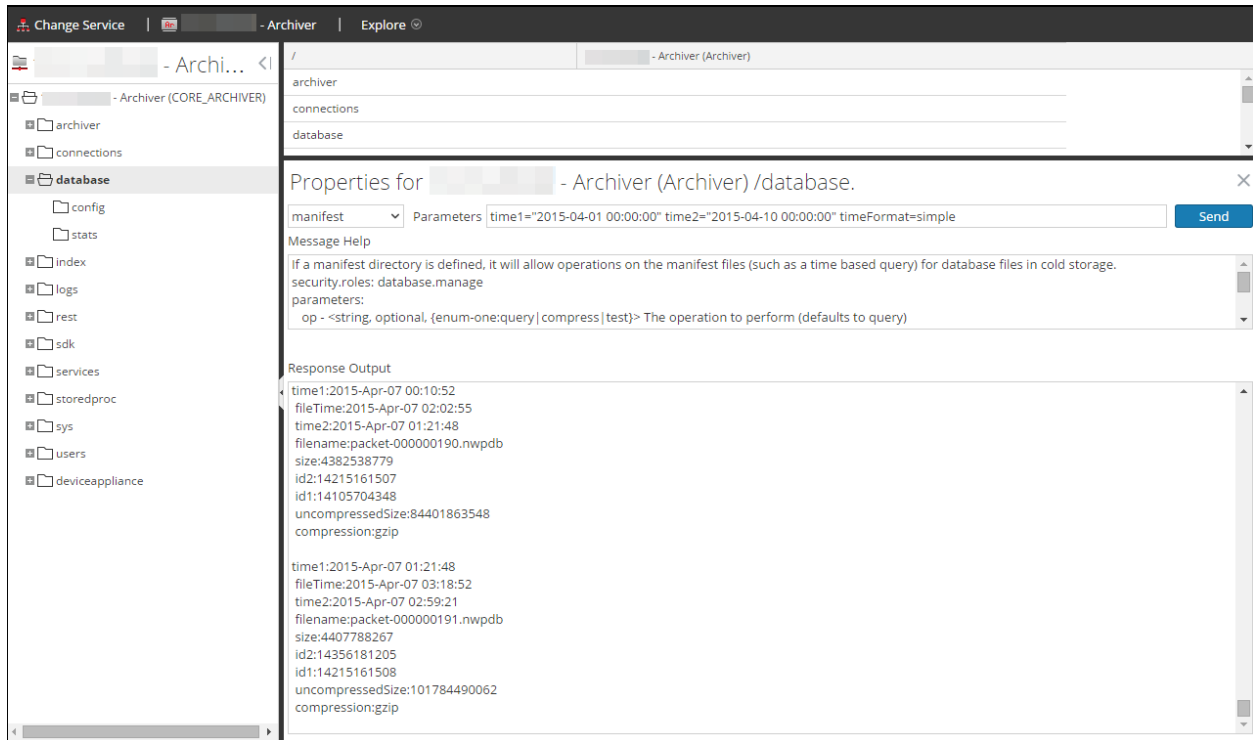 Change Service | - Archiver | Explore
- Archi...
- Archiver (CORE_ARCHIVER)
archiver
connections
database
config
stats
index
logs
rest
sdk
services
storedproc
sys
users
deviceappliance
/ - Archiver (Archiver)
archiver
connections
database
Properties for - Archiver (Archiver) /database.
manifest Parameters time1="2015-04-01 00:00:00" time2="2015-04-10 00:00:00" timeFormat=simple Send
Message Help
If a manifest directory is defined, it will allow operations on the manifest files (such as a time based query) for database files in cold storage.
security.roles: database.manage
parameters:
op - <string, optional, {enum-one:query|compress|test}> The operation to perform (defaults to query)
Response Output
time1:2015-Apr-07 00:10:52
fileTime:2015-Apr-07 02:02:55
time2:2015-Apr-07 01:21:48
filename:packet-000000190.nwpdb
size:4382538779
id2:14215161507
id1:14105704348
uncompressedSize:84401863548
compression:gzip
time1:2015-Apr-07 01:21:48
fileTime:2015-Apr-07 03:18:52
time2:2015-Apr-07 02:59:21
filename:packet-000000191.nwpdb
size:4407788267
id2:14356181205
id1:14215161508
uncompressedSize:101784490062
compression:gzip